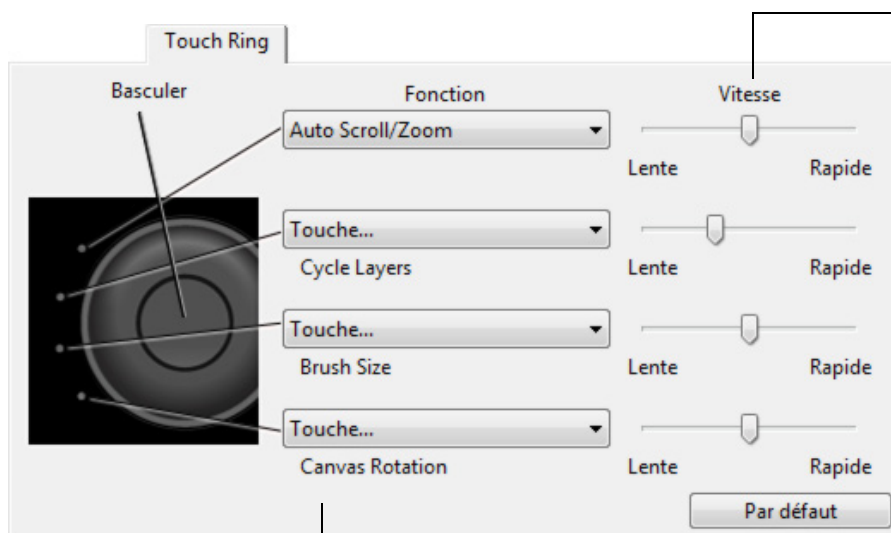 Touch Ring
Basculer Fonction Vitesse
Auto Scroll/Zoom
Lente Rapide
Touche...
Cycle Layers Lente Rapide
Touche...
Brush Size Lente Rapide
Touche...
Canvas Rotation Lente Rapide
Par défaut